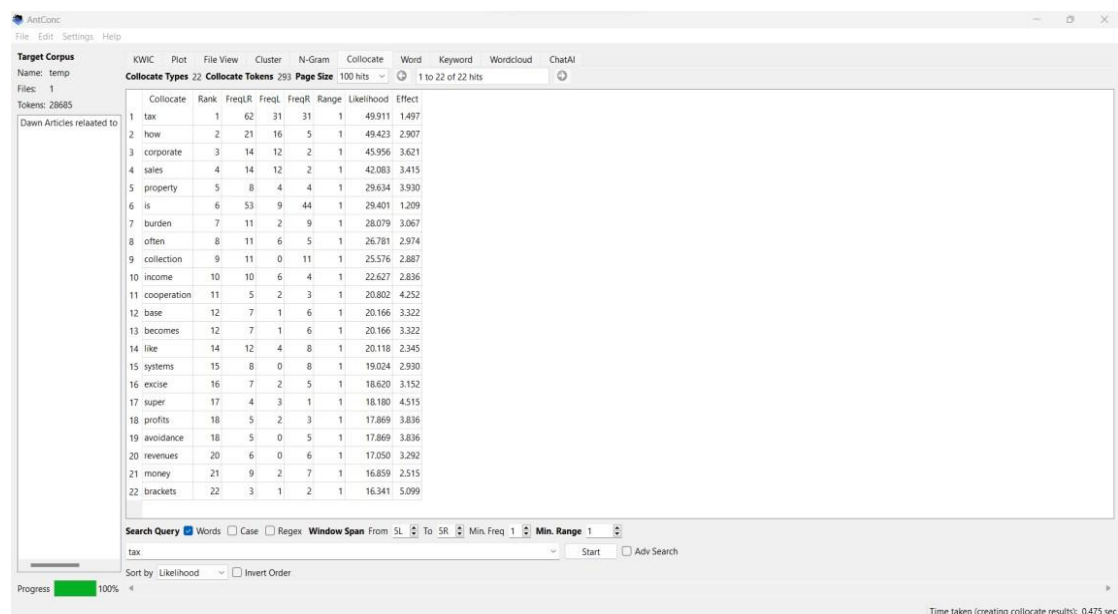 AntConc
File Edit Settings Help
Target Corpus
Name: temp
Files: 1
Tokens: 28685
Dawn Articles relaated to
KWIC Plot File View Cluster N-Gram Collocate Word Keyword Wordcloud ChatAI
Collocate Types 22 Collocate Tokens 293 Page Size 100 hits 1 to 22 of 22 hits
Collocate Rank FreqLR FreqL FreqR Range Likelihood Effect
1 tax 1 62 31 31 1 49.911 1.497
2 how 2 21 16 5 1 49.423 2.907
3 corporate 3 14 12 2 1 45.956 3.621
4 sales 4 14 12 2 1 42.083 3.415
5 property 5 8 4 4 1 29.634 3.930
6 is 6 53 9 44 1 29.401 1.209
7 burden 7 11 2 9 1 28.079 3.067
8 often 8 11 6 5 1 26.781 2.974
9 collection 9 11 0 11 1 25.576 2.887
10 income 10 10 6 4 1 22.627 2.836
11 cooperation 11 5 2 3 1 20.802 4.252
12 base 12 7 1 6 1 20.166 3.322
13 becomes 12 7 1 6 1 20.166 3.322
14 like 14 12 4 8 1 20.118 2.345
15 systems 15 8 0 8 1 19.024 2.930
16 excise 16 7 2 5 1 18.620 3.152
17 super 17 4 3 1 1 18.180 4.515
18 profits 18 5 2 3 1 17.869 3.836
19 avoidance 18 5 0 5 1 17.869 3.836
20 revenues 20 6 0 6 1 17.050 3.292
21 money 21 9 2 7 1 16.859 2.515
22 brackets 22 3 1 2 1 16.341 5.099
Search Query Words Case Regex Window Span From 5L To 5R Min. Freq 1 Min. Range 1
tax Start Adv Search
Sort by Likelihood Invert Order
Progress 100%
Time taken (creating collocate results): 0.475 sec